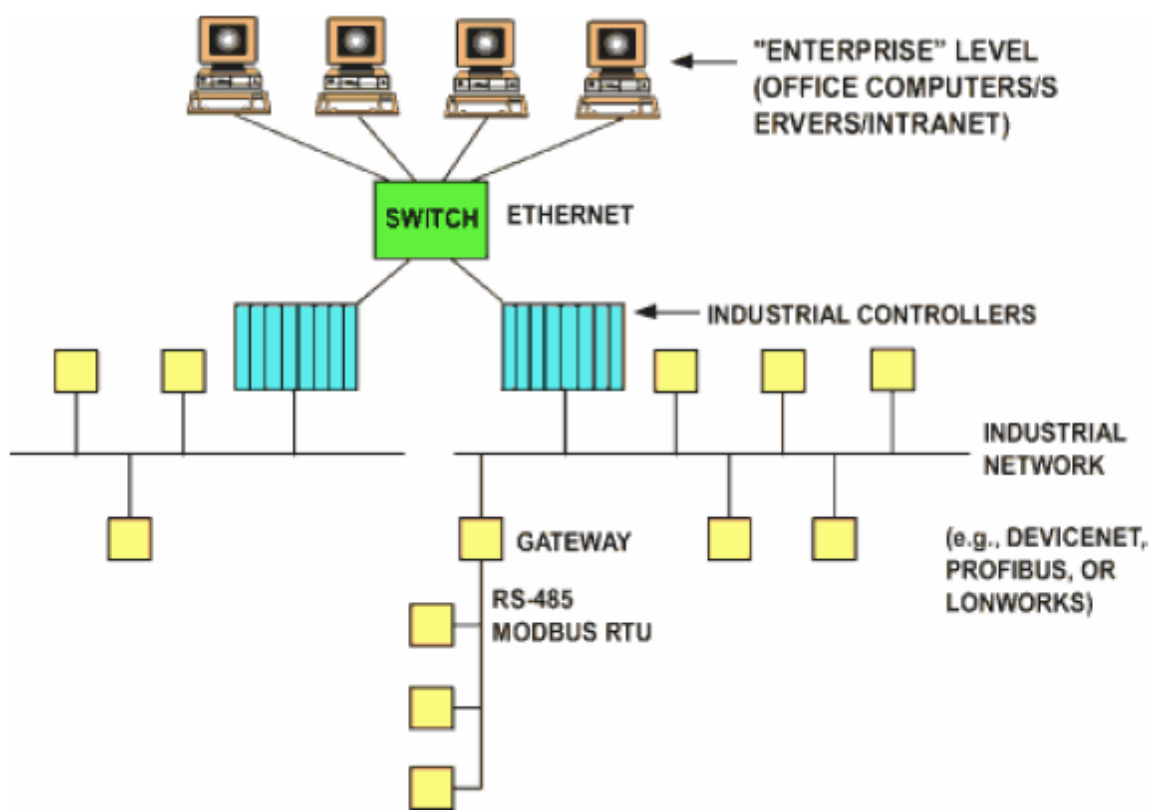 "ENTERPRISE” LEVEL
(OFFICE COMPUTERS/S
ERVERS/INTRANET)
SWITCH
ETHERNET
INDUSTRIAL CONTROLLERS
INDUSTRIAL
NETWORK
GATEWAY
(e.g., DEVICENET,
PROFIBUS, OR
LONWORKS)
RS-485
MODBUS RTU